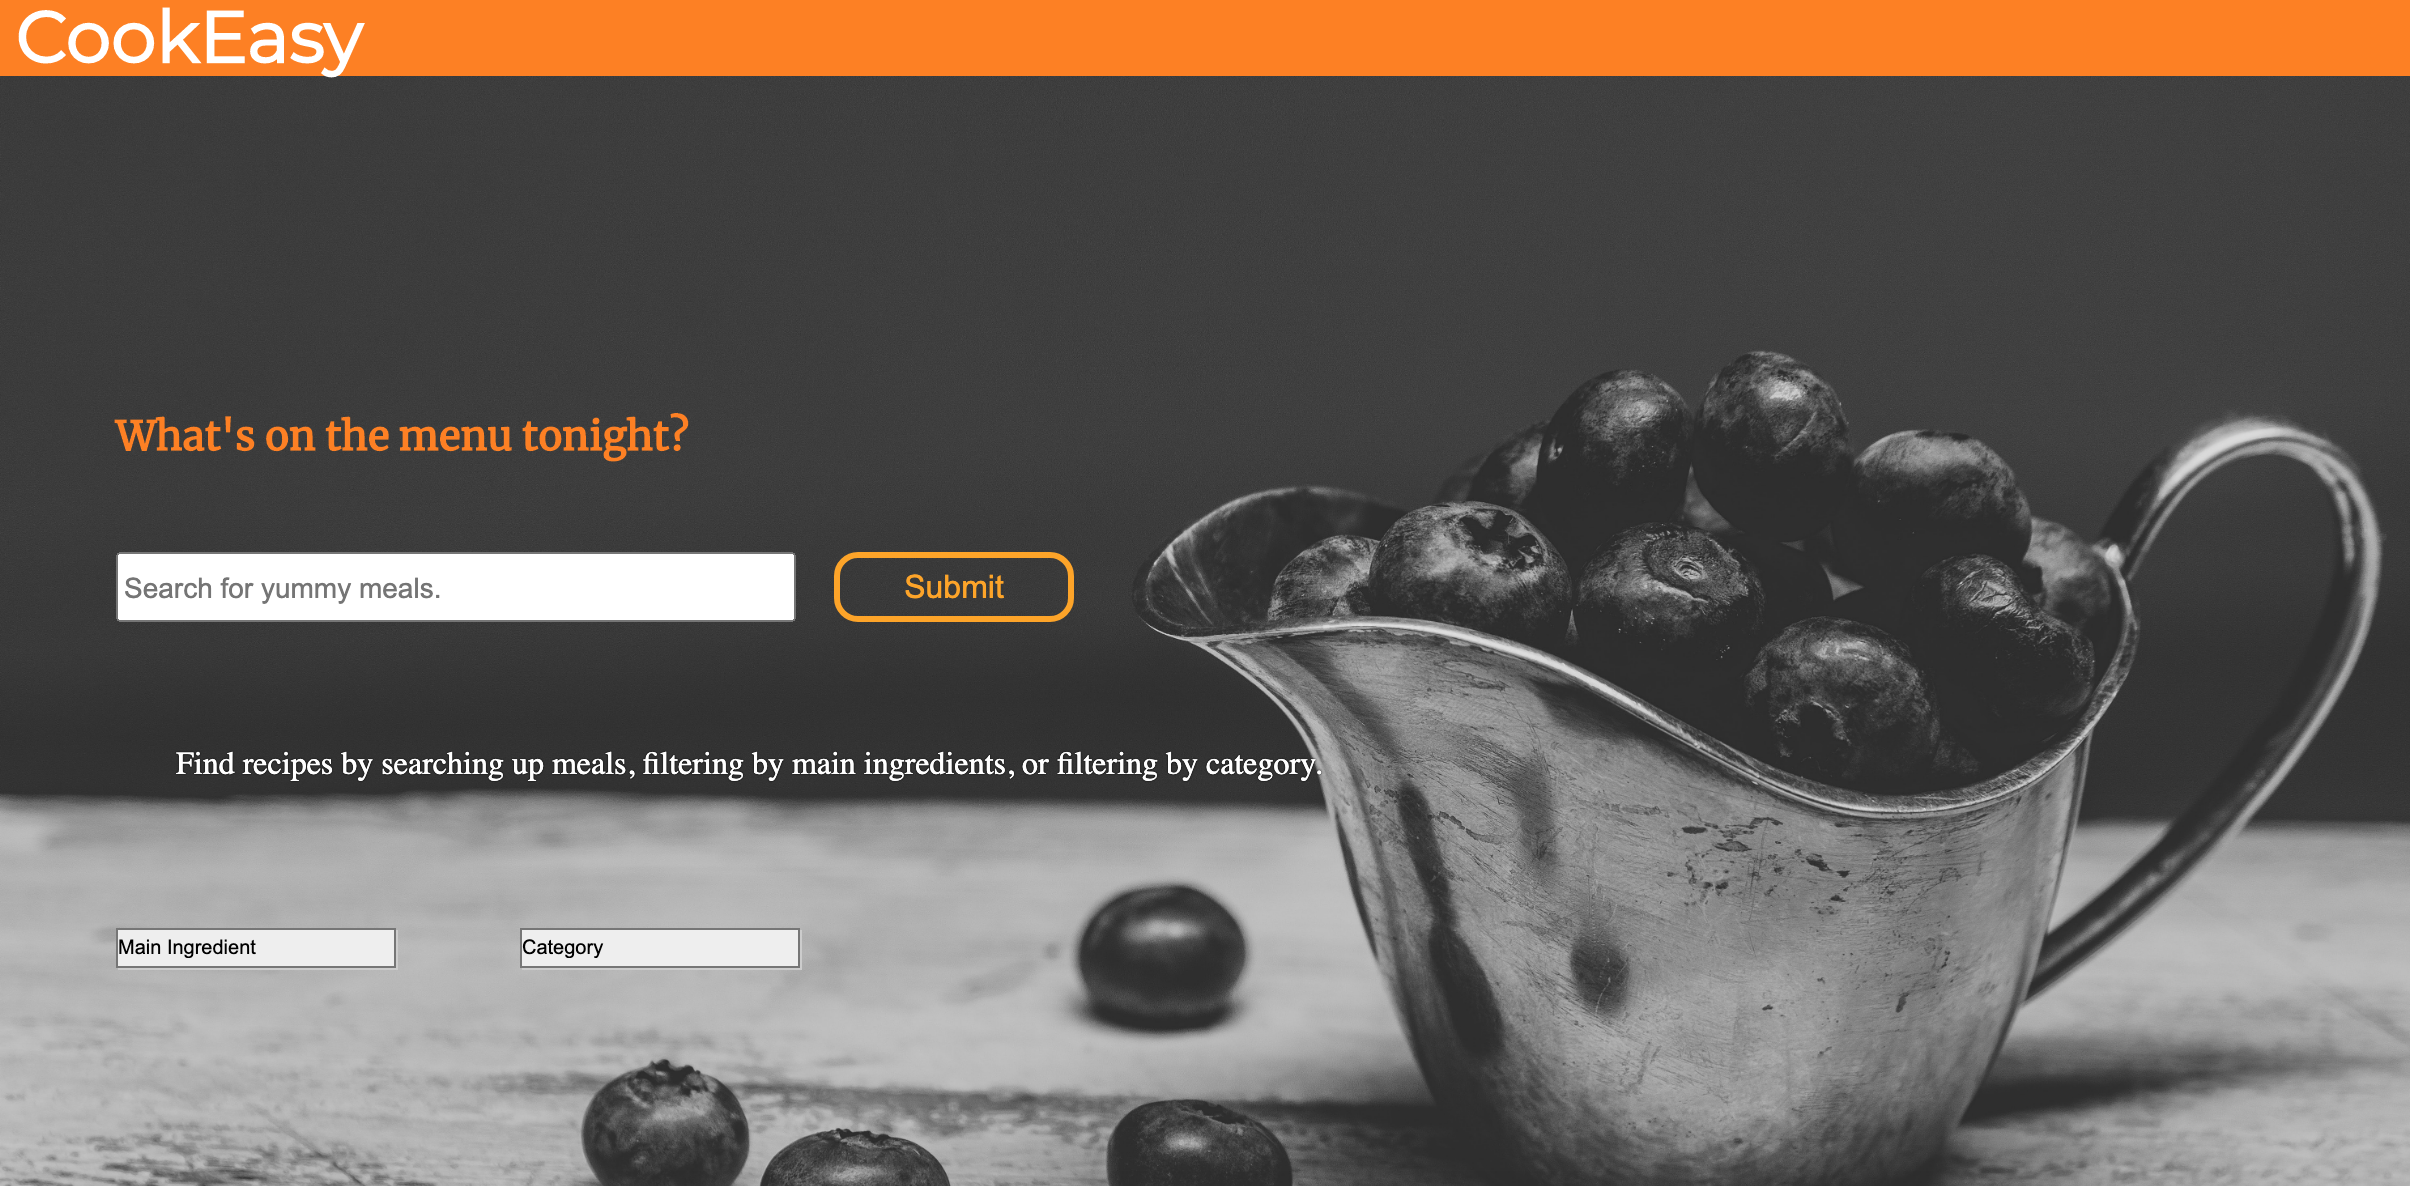 CookEasy
What's on the menu tonight?
Search for yummy meals.
Submit
Find recipes by searching up meals, filtering by main ingredients, or filtering by category.
Main Ingredient
Category